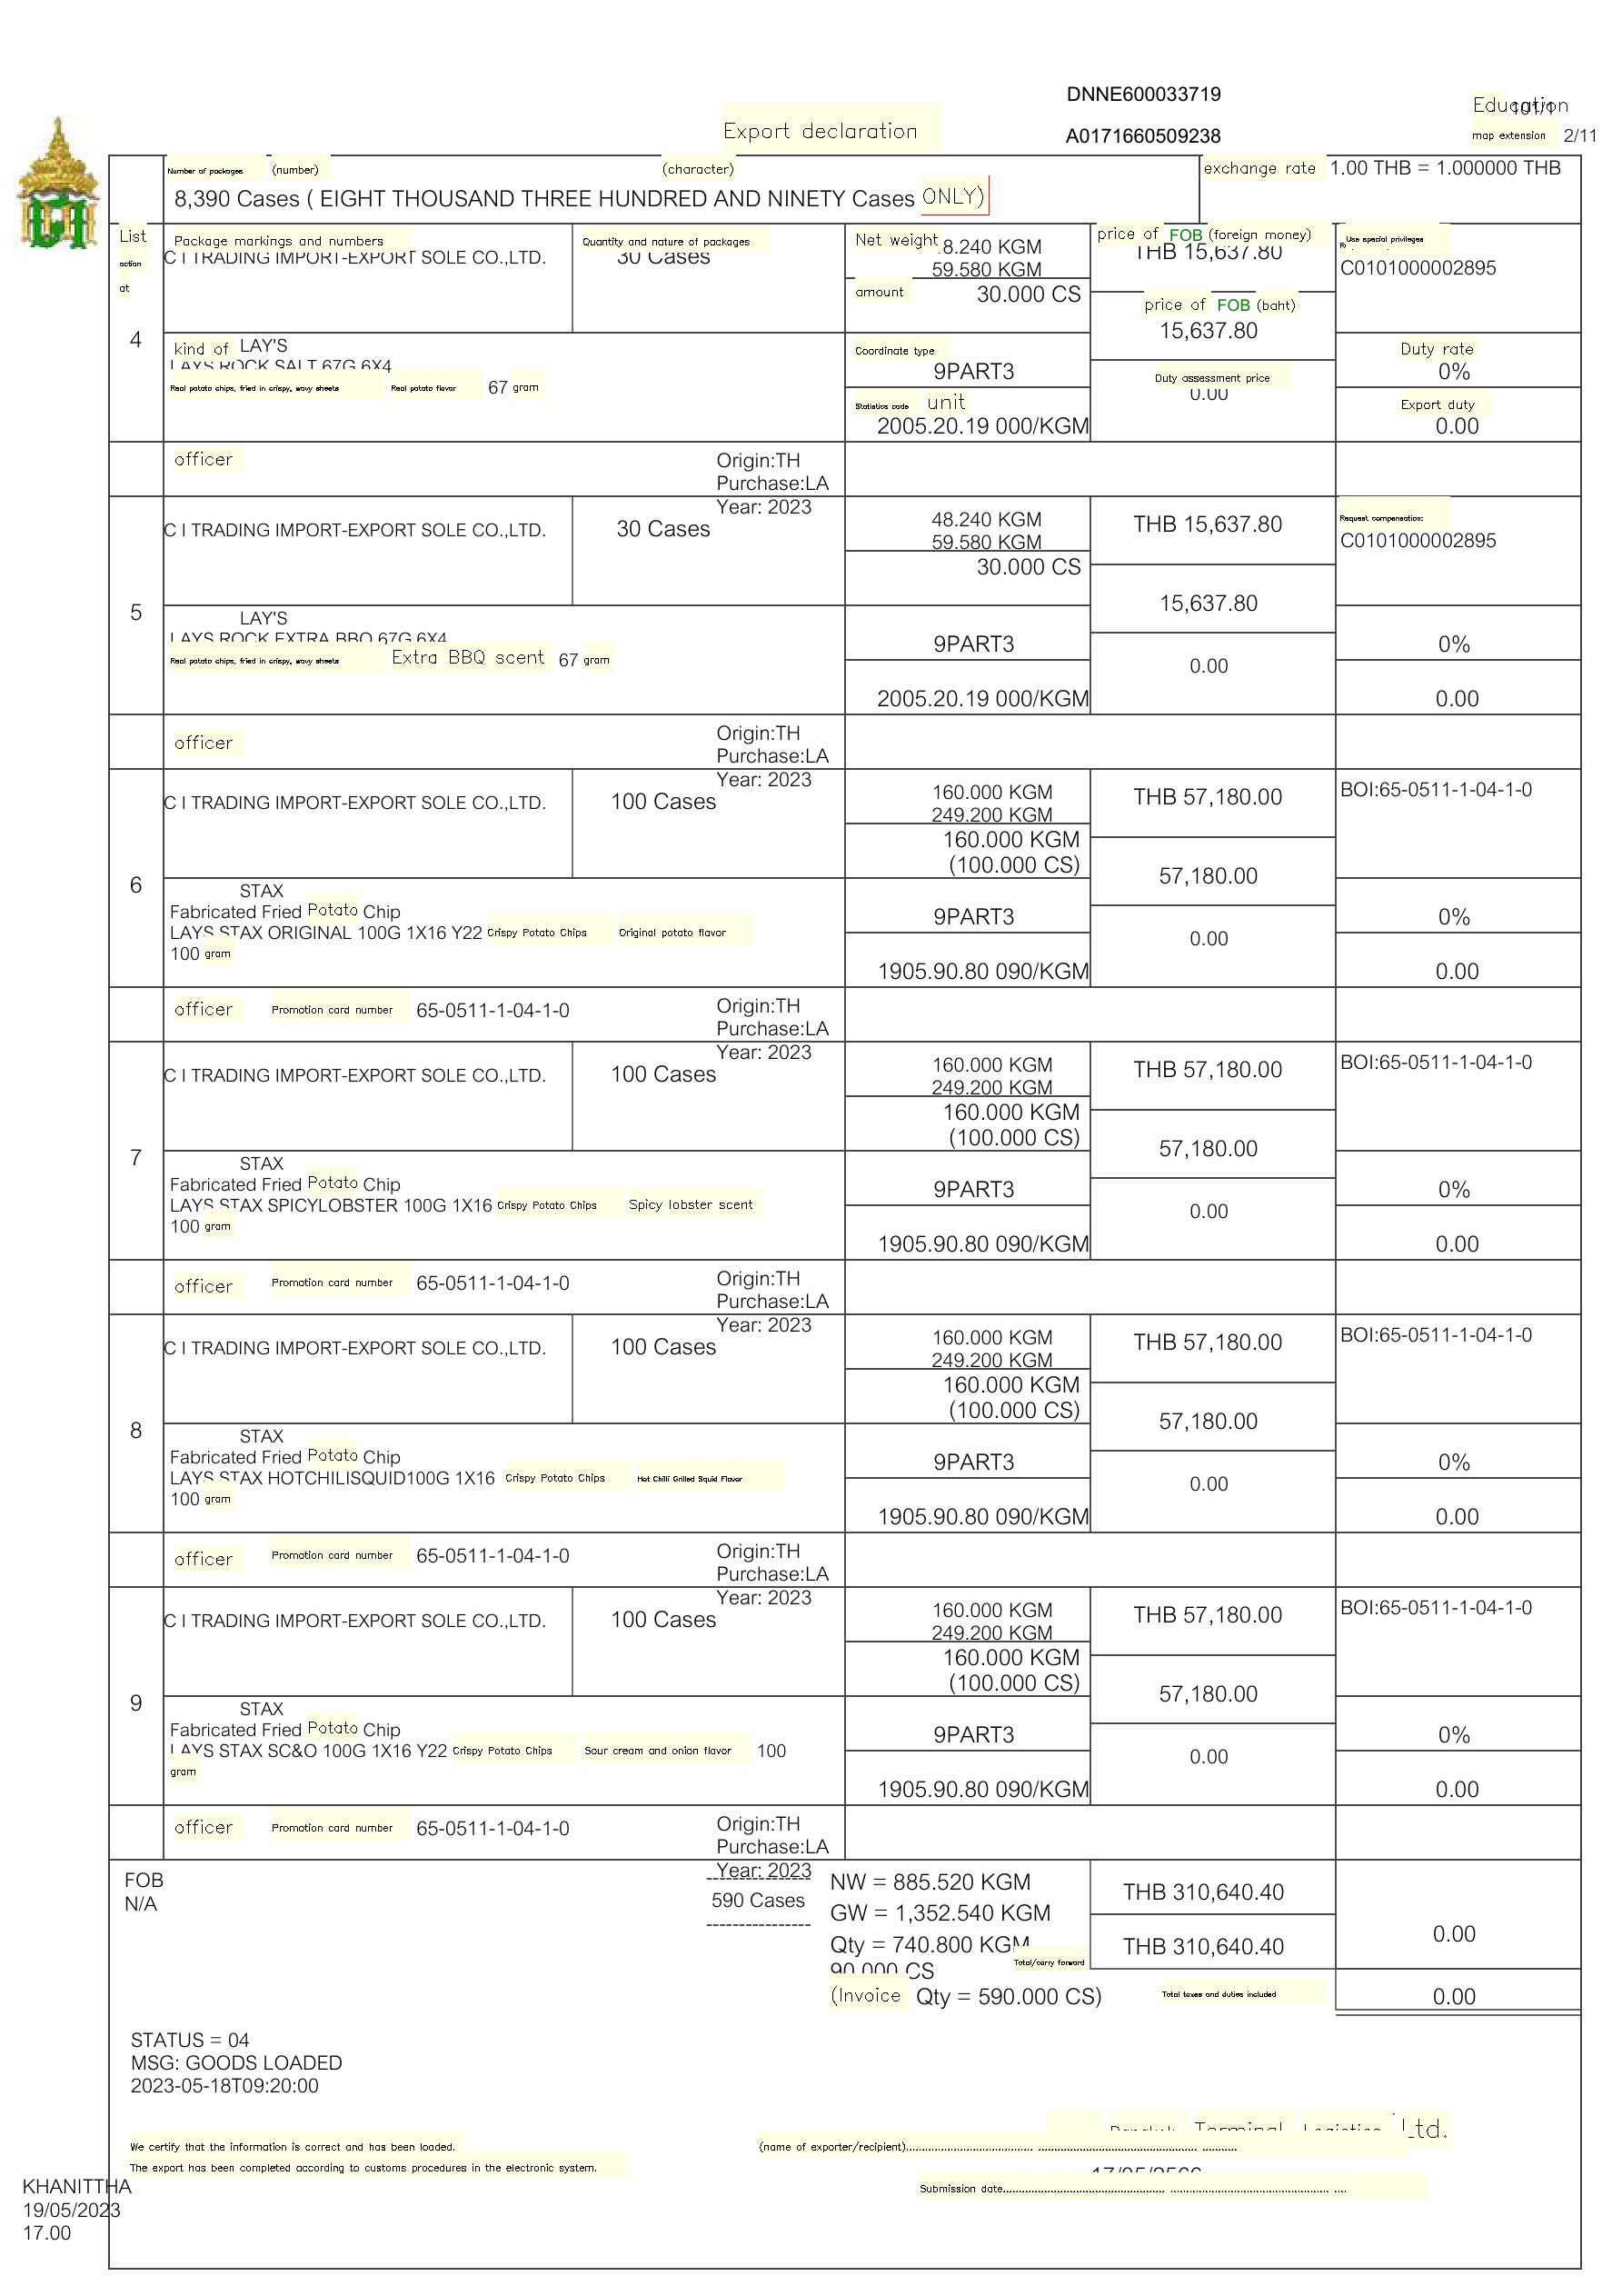 DNNE600033719
Export declaration
A0171660509238
map extension 2/11
Number of packages (number) (character)
exchange rate 1.00 THB = 1.000000 THB
8,390 Cases ( EIGHT THOUSAND THREE HUNDRED AND NINETY Cases ONLY)
List
action
at
Package markings and numbers
C I TRADING IMPORT-EXPORT SOLE CO.,LTD.
Quantity and nature of packages
30 Cases
Net weight 8.240 KGM
59.580 KGM
amount 30.000 CS
price of FOB (foreign money)
THB 15,637.80
price of FOB (baht)
15,637.80
Use special privileges
C0101000002895
4
kind of LAY'S
LAYS ROCK SALT 67G 6X4
Real potato chips, fried in crispy, wavy sheets Real potato flavor 67 gram
Coordinate type
9PART3
Statistics code unit
2005.20.19 000/KGM
Duty assessment price
0.00
Duty rate
0%
Export duty
0.00
officer
Origin:TH
Purchase:LA
Year: 2023
C I TRADING IMPORT-EXPORT SOLE CO.,LTD.
30 Cases
48.240 KGM
59.580 KGM
30.000 CS
THB 15,637.80
15,637.80
Request compensation:
C0101000002895
5
LAY'S
LAYS ROCK EXTRA BBQ 67G 6X4
Real potato chips, fried in crispy, wavy sheets Extra BBQ scent 67 gram
9PART3
2005.20.19 000/KGM
0.00
0%
0.00
officer
Origin:TH
Purchase:LA
Year: 2023
C I TRADING IMPORT-EXPORT SOLE CO.,LTD.
100 Cases
160.000 KGM
249.200 KGM
160.000 KGM
(100.000 CS)
THB 57,180.00
57,180.00
BOI:65-0511-1-04-1-0
6
STAX
Fabricated Fried Potato Chip
LAYS STAX ORIGINAL 100G 1X16 Y22 Crispy Potato Chips Original potato flavor
100 gram
9PART3
1905.90.80 090/KGM
0.00
0%
0.00
officer Promotion card number 65-0511-1-04-1-0
Origin:TH
Purchase:LA
Year: 2023
C I TRADING IMPORT-EXPORT SOLE CO.,LTD.
100 Cases
160.000 KGM
249.200 KGM
160.000 KGM
(100.000 CS)
THB 57,180.00
57,180.00
BOI:65-0511-1-04-1-0
7
STAX
Fabricated Fried Potato Chip
LAYS STAX SPICYLOBSTER 100G 1X16 Crispy Potato Chips Spicy lobster scent
100 gram
9PART3
1905.90.80 090/KGM
0.00
0%
0.00
officer Promotion card number 65-0511-1-04-1-0
Origin:TH
Purchase:LA
Year: 2023
C I TRADING IMPORT-EXPORT SOLE CO.,LTD.
100 Cases
160.000 KGM
249.200 KGM
160.000 KGM
(100.000 CS)
THB 57,180.00
57,180.00
BOI:65-0511-1-04-1-0
8
STAX
Fabricated Fried Potato Chip
LAYS STAX HOTCHILISQUID100G 1X16 Crispy Potato Chips Hot Chilli Grilled Squid Flavor
100 gram
9PART3
1905.90.80 090/KGM
0.00
0%
0.00
officer Promotion card number 65-0511-1-04-1-0
Origin:TH
Purchase:LA
Year: 2023
C I TRADING IMPORT-EXPORT SOLE CO.,LTD.
100 Cases
160.000 KGM
249.200 KGM
160.000 KGM
(100.000 CS)
THB 57,180.00
57,180.00
BOI:65-0511-1-04-1-0
9
STAX
Fabricated Fried Potato Chip
LAYS STAX SC&O 100G 1X16 Y22 Crispy Potato Chips Sour cream and onion flavor 100
gram
9PART3
1905.90.80 090/KGM
0.00
0%
0.00
officer Promotion card number 65-0511-1-04-1-0
Origin:TH
Purchase:LA
Year: 2023
FOB
N/A
590 Cases
NW = 885.520 KGM
GW = 1,352.540 KGM
Qty = 740.800 KGM
90.000 CS
Total/carry forward
(Invoice Qty = 590.000 CS)
THB 310,640.40
THB 310,640.40
0.00
Total taxes and duties included 0.00
STATUS = 04
MSG: GOODS LOADED
2023-05-18T09:20:00
Terminal Logistics Ltd.
We certify that the information is correct and has been loaded.
(name of exporter/recipient)
The export has been completed according to customs procedures in the electronic system.
17/05/2566
Submission date
KHANITTHA
19/05/2023
17.00